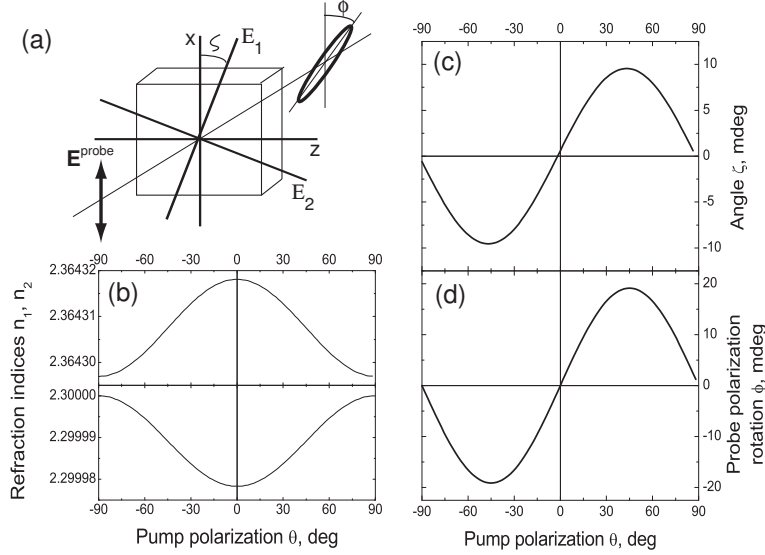 (a)
x
ζ
E1
ϕ
z
E2
Eprobe
(b)
-90 -60 -30 0 30 60 90
2.36432
2.36431
2.36430
2.30000
2.29999
2.29998
Refraction indices n1, n2
-90 -60 -30 0 30 60 90
Pump polarization θ, deg
-90 -60 -30 0 30 60 90
(c)
10
5
0
-5
-10
Angle ζ, mdeg
(d)
20
10
0
-10
-20
Probe polarization
rotation ϕ, mdeg
-90 -60 -30 0 30 60 90
Pump polarization θ, deg